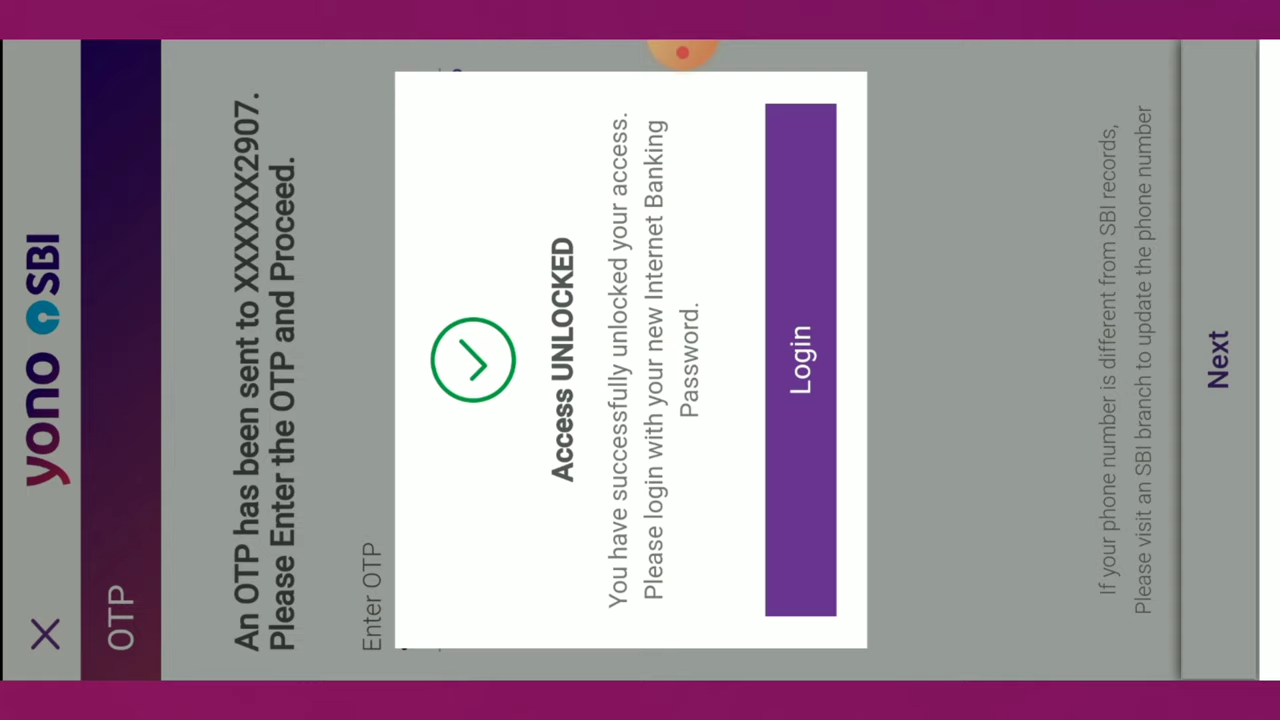 yono SBI
OTP
An OTP has been sent to XXXXXX2907.
Please Enter the OTP and Proceed.
Enter OTP
Access UNLOCKED
You have successfully unlocked your access.
Please login with your new Internet Banking
Password.
Login
If your phone number is different from SBI records,
Please visit an SBI branch to update the phone number
Next